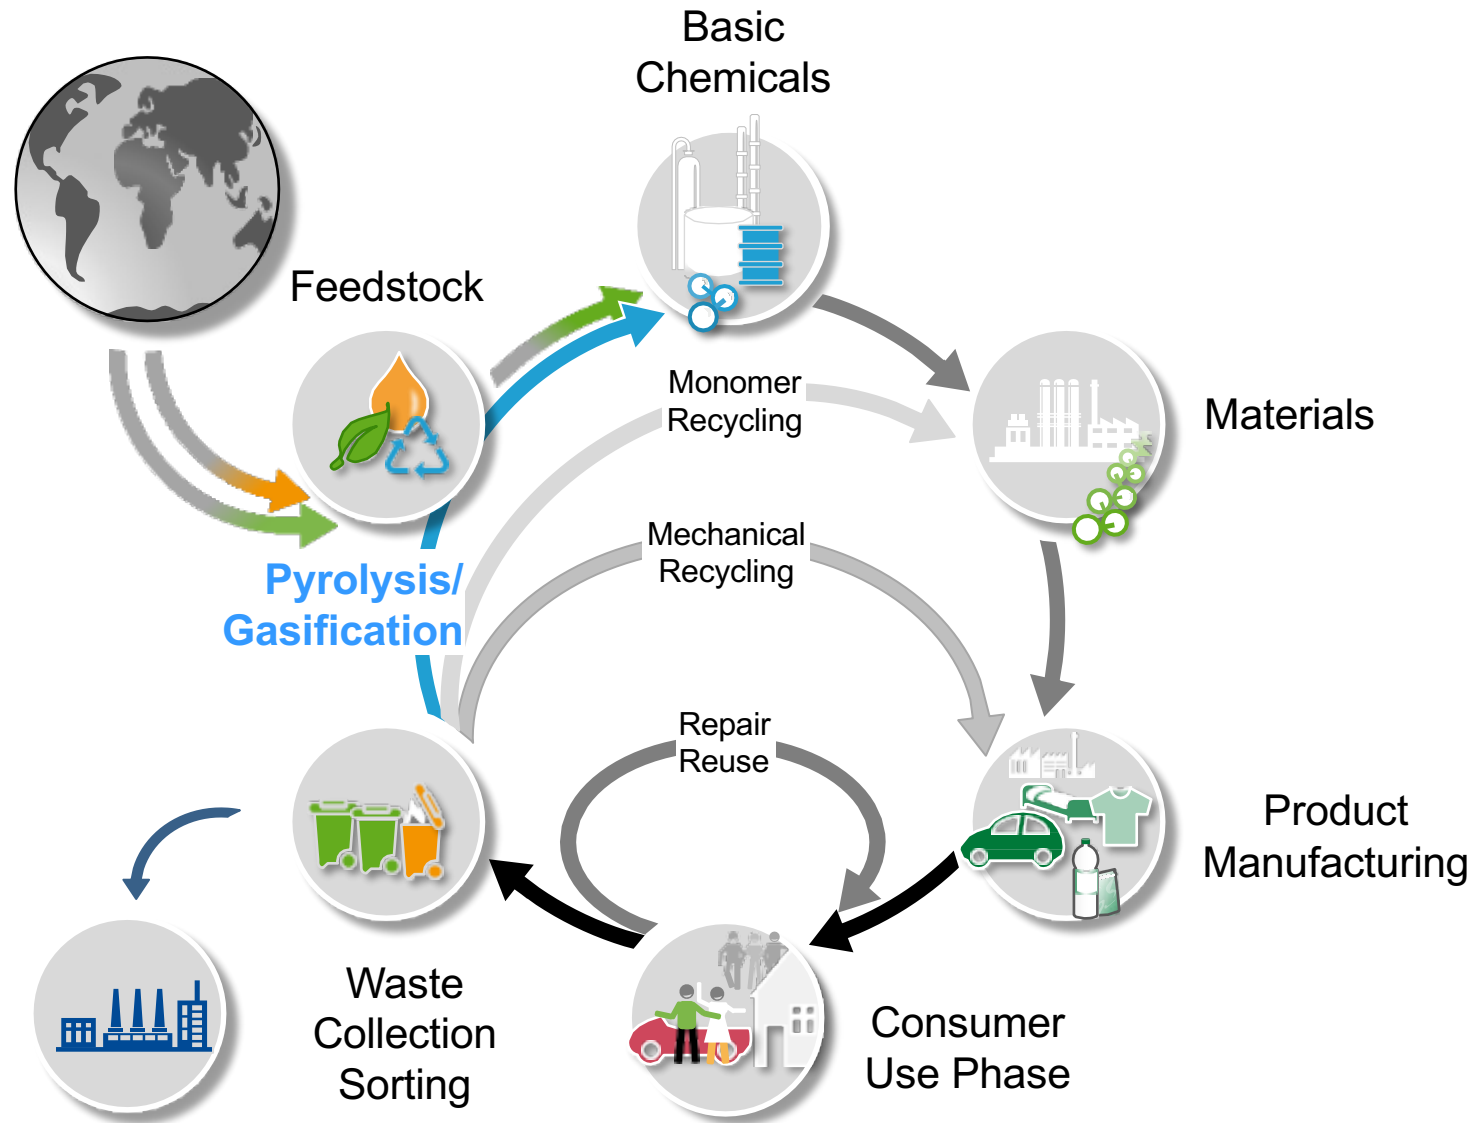 Basic
Chemicals
Feedstock
Monomer
Recycling
Materials
Mechanical
Recycling
Pyrolysis/
Gasification
Repair
Reuse
Product
Manufacturing
Waste
Collection
Sorting
Consumer
Use Phase